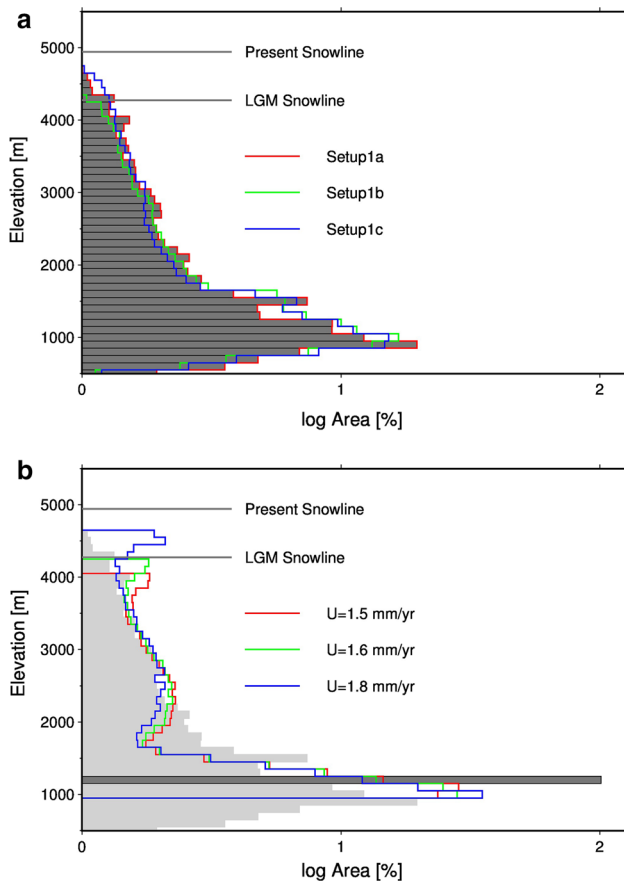 a
5000
4000
3000
2000
1000
Elevation [m]
Present Snowline
LGM Snowline
Setup1a
Setup1b
Setup1c
0
1
2
log Area [%]
b
5000
4000
3000
2000
1000
Elevation [m]
Present Snowline
LGM Snowline
U=1.5 mm/yr
U=1.6 mm/yr
U=1.8 mm/yr
0
1
2
log Area [%]